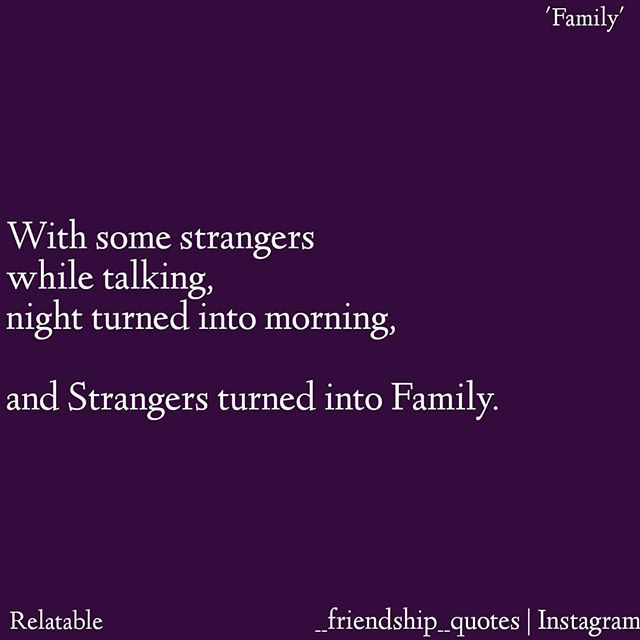 'Family'
With some strangers
while talking,
night turned into morning,
and Strangers turned into Family.
Relatable
__friendship__quotes | Instagram